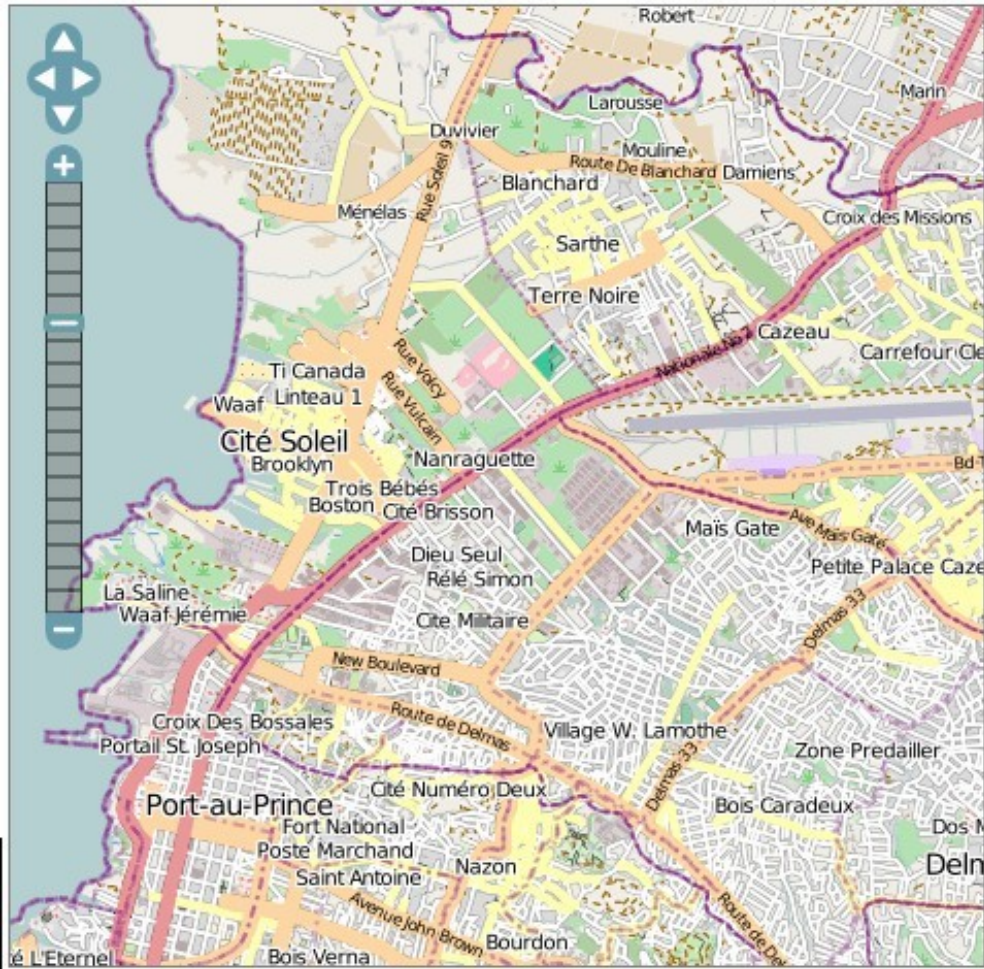 Robert
Marin
Larousse
Duvivier
Mouline
Route De Blanchard
Damiens
Blanchard
Rue Soleil 9
Ménélas
Croix des Missions
Sarthe
Terre Noire
Nationale No 2
Cazeau
Carrefour Cle
Rue Volcy
Ti Canada
Rue Vulcain
Linteau 1
Waaf
Cité Soleil
Brooklyn
Nanraguette
Bd T
Trois Bébés
Boston
Cité Brisson
Maïs Gate
Ave Maïs Gate
Dieu Seul
Rélé Simon
Petite Palace Caze
La Saline
Waaf Jérémie
Cite Militaire
Delmas 33
New Boulevard
Croix Des Bossales
Route de Delmas
Village W. Lamothe
Portail St. Joseph
Zone Predailler
Delmas 33
Cité Numéro Deux
Port-au-Prince
Bois Caradeux
Fort National
Dos M
Poste Marchand
Nazon
Delm
Saint Antoine
Avenue John Brown
Route de Del
Bourdon
é L'Eternel
Bois Verna